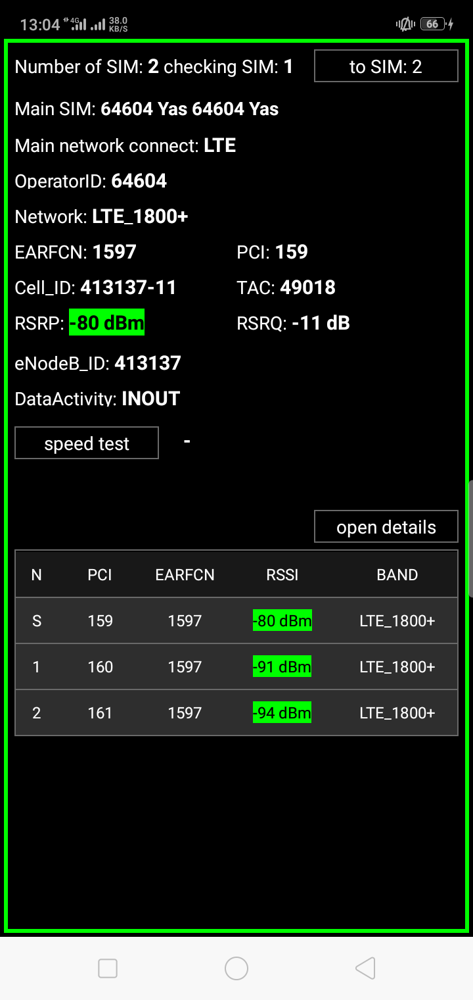 13:04 4G 38.0 KB/S 66
Number of SIM: 2 checking SIM: 1 to SIM: 2
Main SIM: 64604 Yas 64604 Yas
Main network connect: LTE
OperatorID: 64604
Network: LTE_1800+
EARFCN: 1597 PCI: 159
Cell_ID: 413137-11 TAC: 49018
RSRP: -80 dBm RSRQ: -11 dB
eNodeB_ID: 413137
DataActivity: INOUT
speed test -
open details
N PCI EARFCN RSSI BAND
S 159 1597 -80 dBm LTE_1800+
1 160 1597 -91 dBm LTE_1800+
2 161 1597 -94 dBm LTE_1800+